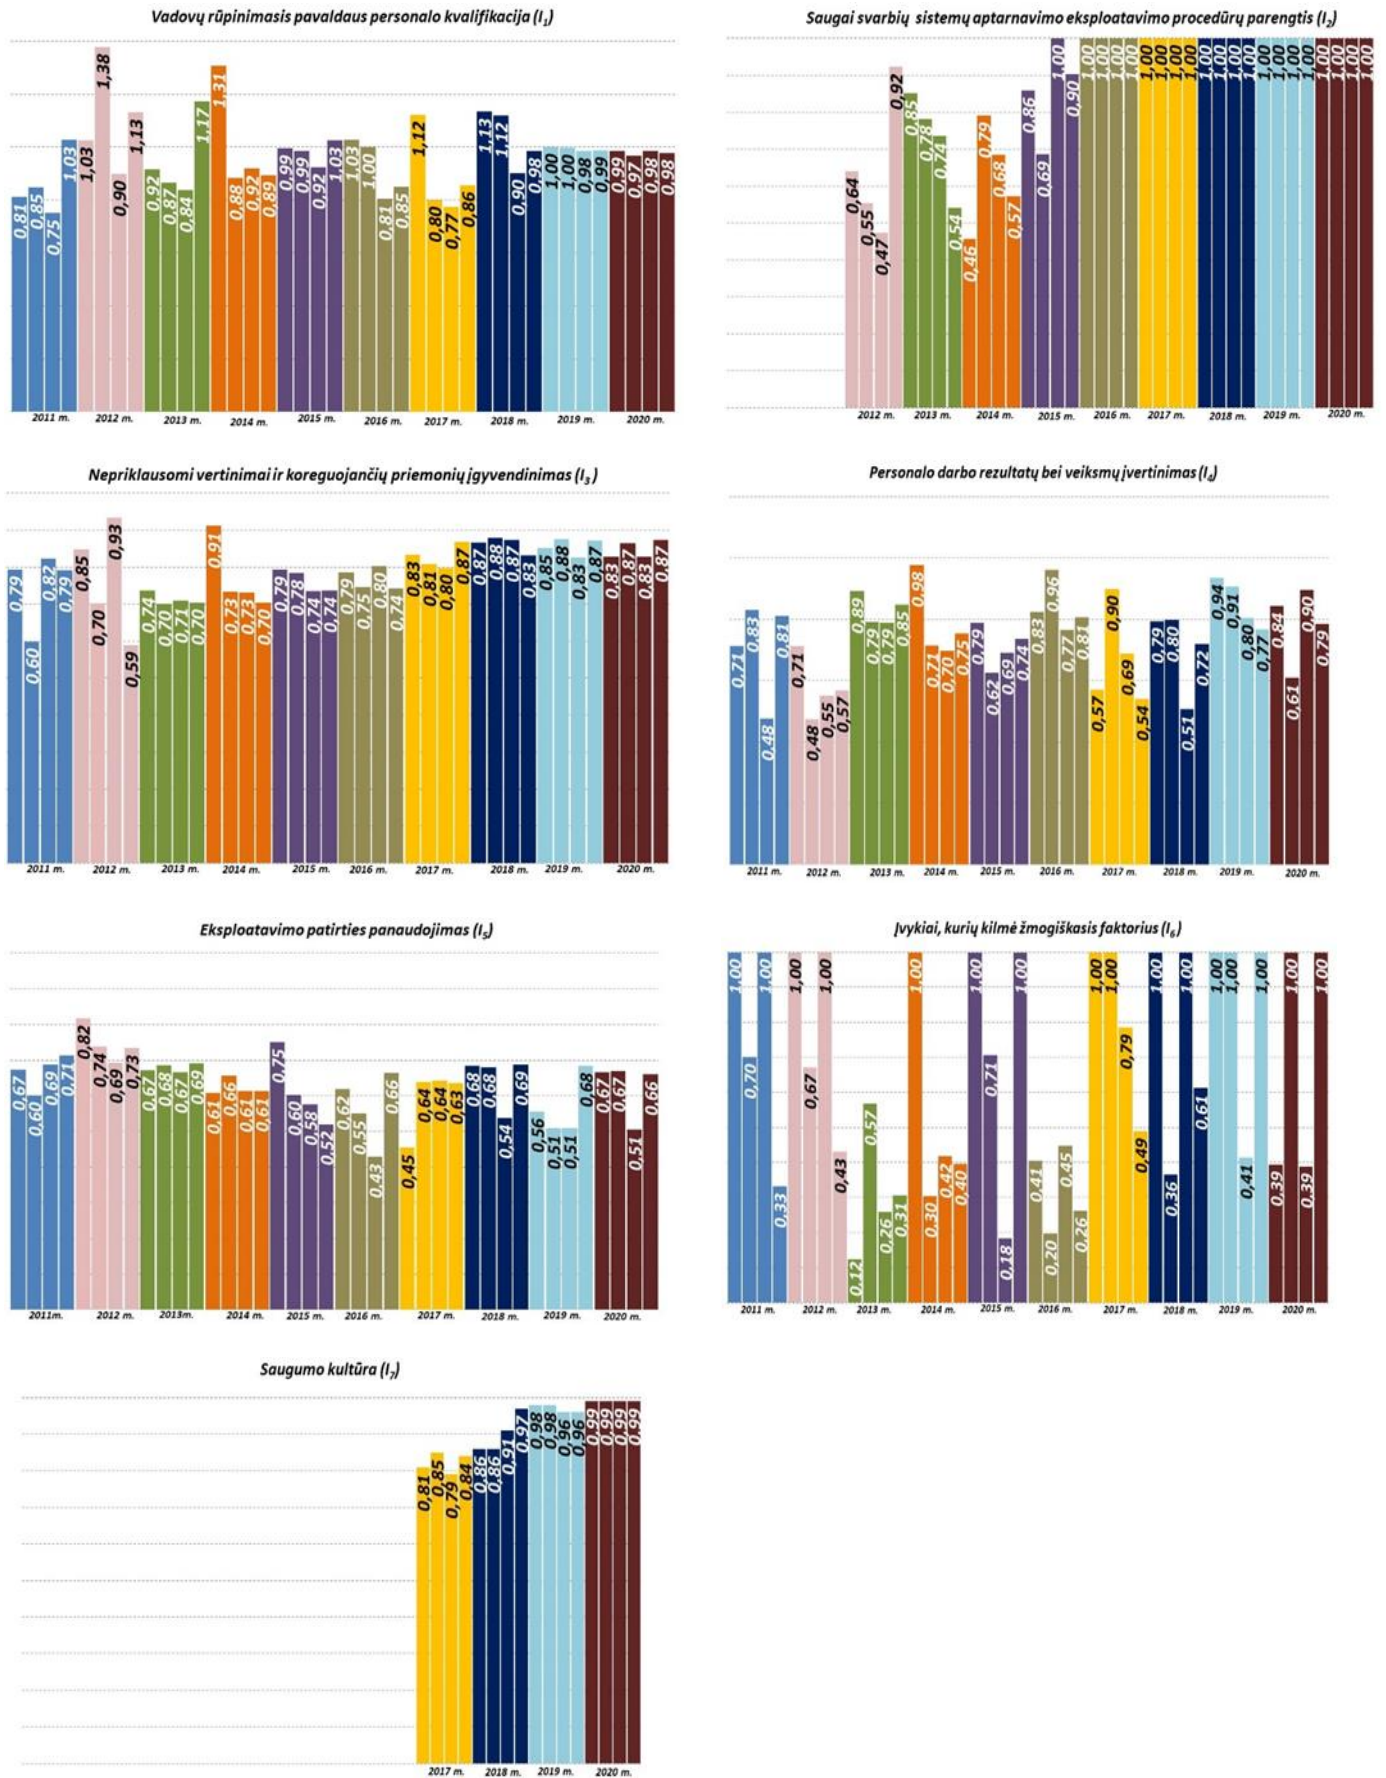 Vadovų rūpinimasis pavaldaus personalo kvalifikacija (I₁)
0,81 0,85 0,75 1,03 1,03 1,38 0,90 1,13 0,92 0,87 0,84 1,17 1,31 0,88 0,92 0,89 0,99 0,99 0,92 1,03 1,03 1,00 0,81 0,85 1,12 0,80 0,77 0,86 1,13 1,12 0,90 0,98 1,00 1,00 0,98 0,99 0,99 0,97 0,98 0,98
2011 m. 2012 m. 2013 m. 2014 m. 2015 m. 2016 m. 2017 m. 2018 m. 2019 m. 2020 m.
Saugai svarbių sistemų aptarnavimo eksploatavimo procedūrų parengtis (I₂)
0,64 0,55 0,47 0,92 0,85 0,78 0,74 0,54 0,46 0,79 0,68 0,57 0,86 0,69 1,00 0,90 1,00 1,00 1,00 1,00 1,00 1,00 1,00 1,00 1,00 1,00 1,00 1,00 1,00 1,00 1,00 1,00 1,00 1,00 1,00 1,00
2012 m. 2013 m. 2014 m. 2015 m. 2016 m. 2017 m. 2018 m. 2019 m. 2020 m.
Nepriklausomi vertinimai ir koreguojančių priemonių įgyvendinimas (I₃)
0,79 0,60 0,82 0,79 0,85 0,70 0,93 0,59 0,74 0,70 0,71 0,70 0,91 0,73 0,73 0,70 0,79 0,78 0,74 0,74 0,79 0,75 0,80 0,74 0,83 0,81 0,80 0,87 0,87 0,88 0,87 0,83 0,85 0,88 0,83 0,87 0,83 0,87 0,83 0,87
2011 m. 2012 m. 2013 m. 2014 m. 2015 m. 2016 m. 2017 m. 2018 m. 2019 m. 2020 m.
Personalo darbo rezultatų bei veiksmų įvertinimas (I₄)
0,71 0,83 0,48 0,81 0,71 0,48 0,55 0,57 0,89 0,79 0,79 0,85 0,98 0,71 0,70 0,75 0,79 0,62 0,69 0,74 0,83 0,96 0,77 0,81 0,57 0,90 0,69 0,54 0,79 0,80 0,51 0,72 0,94 0,91 0,80 0,77 0,84 0,61 0,90 0,79
2011 m. 2012 m. 2013 m. 2014 m. 2015 m. 2016 m. 2017 m. 2018 m. 2019 m. 2020 m.
Eksploatavimo patirties panaudojimas (I₅)
0,67 0,60 0,69 0,71 0,82 0,74 0,69 0,73 0,67 0,68 0,67 0,69 0,61 0,66 0,61 0,61 0,75 0,60 0,58 0,52 0,62 0,55 0,43 0,66 0,45 0,64 0,64 0,63 0,68 0,68 0,54 0,69 0,56 0,51 0,51 0,68 0,67 0,67 0,51 0,66
2011m. 2012 m. 2013m. 2014 m. 2015 m. 2016 m. 2017 m. 2018 m. 2019 m. 2020 m.
Įvykiai, kurių kilmė žmogiškasis faktorius (I₆)
1,00 0,70 1,00 0,33 1,00 0,67 1,00 0,43 0,12 0,57 0,26 0,31 1,00 0,30 0,42 0,40 1,00 0,71 0,18 1,00 0,41 0,20 0,45 0,26 1,00 1,00 0,79 0,49 1,00 0,36 1,00 0,61 1,00 1,00 0,41 1,00 0,39 1,00 0,39 1,00
2011 m. 2012 m. 2013 m. 2014 m. 2015 m. 2016 m. 2017 m. 2018 m. 2019 m. 2020 m.
Saugumo kultūra (I₇)
0,81 0,85 0,79 0,84 0,86 0,86 0,91 0,97 0,98 0,98 0,96 0,96 0,99 0,99 0,99 0,99
2017 m. 2018 m. 2019 m. 2020 m.